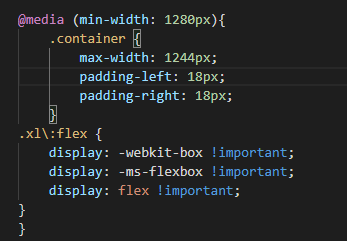 @media (min-width: 1280px){
    .container {
        max-width: 1244px;
        padding-left: 18px;
        padding-right: 18px;
    }
.xl\:flex {
    display: -webkit-box !important;
    display: -ms-flexbox !important;
    display: flex !important;
}
}